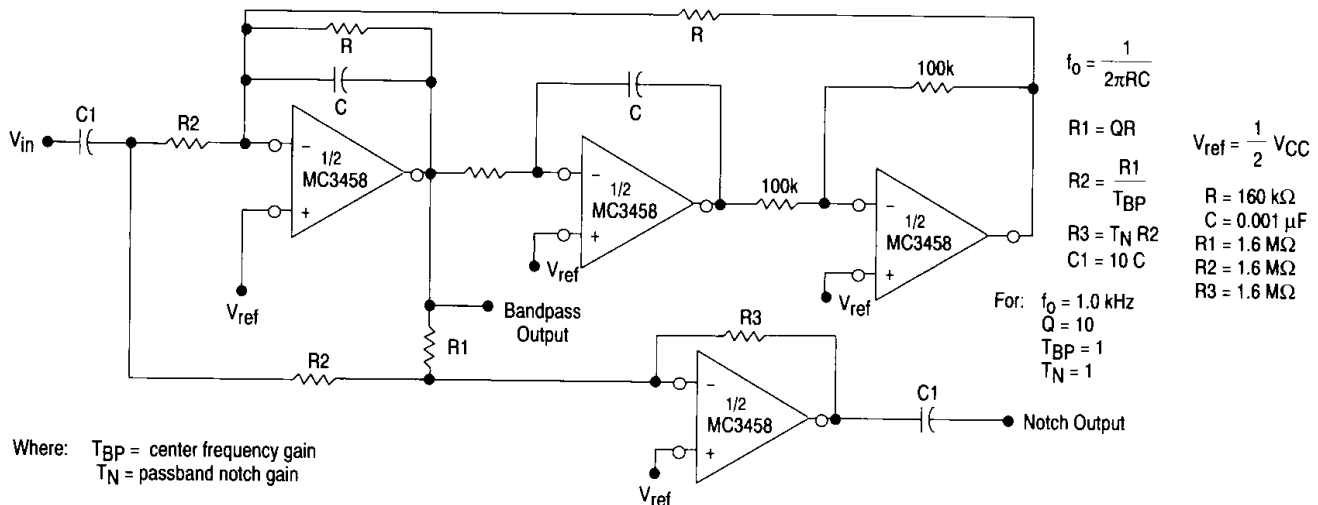 R
R
C
C1
V_in
R2
−
1/2
MC3458
+
V_ref
C
−
1/2
MC3458
+
V_ref
100k
100k
−
1/2
MC3458
+
V_ref
Bandpass
Output
R1
R2
R3
−
1/2
MC3458
+
V_ref
C1
Notch Output
f_o = 1/2πRC
R1 = QR
R2 = R1/T_BP
R3 = T_N R2
C1 = 10 C
V_ref = 1/2 V_CC
R = 160 kΩ
C = 0.001 µF
R1 = 1.6 MΩ
R2 = 1.6 MΩ
R3 = 1.6 MΩ
For: f_o = 1.0 kHz
Q = 10
T_BP = 1
T_N = 1
Where: T_BP = center frequency gain
T_N = passband notch gain